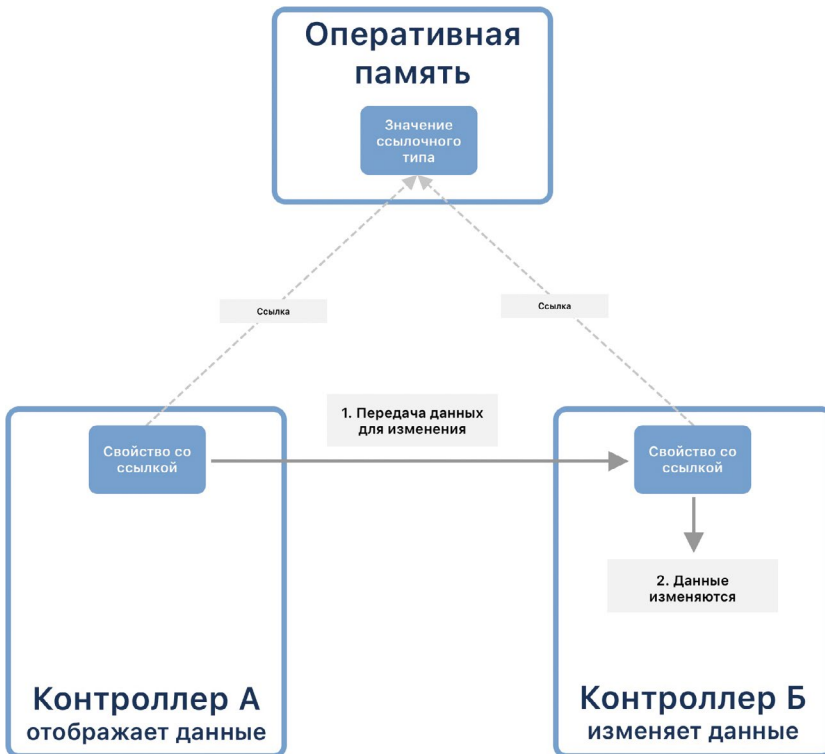 Оперативная
память
Значение
ссылочного
типа
Ссылка
Ссылка
1. Передача данных
для изменения
Свойство со
ссылкой
Свойство со
ссылкой
2. Данные
изменяются
Контроллер А
отображает данные
Контроллер Б
изменяет данные